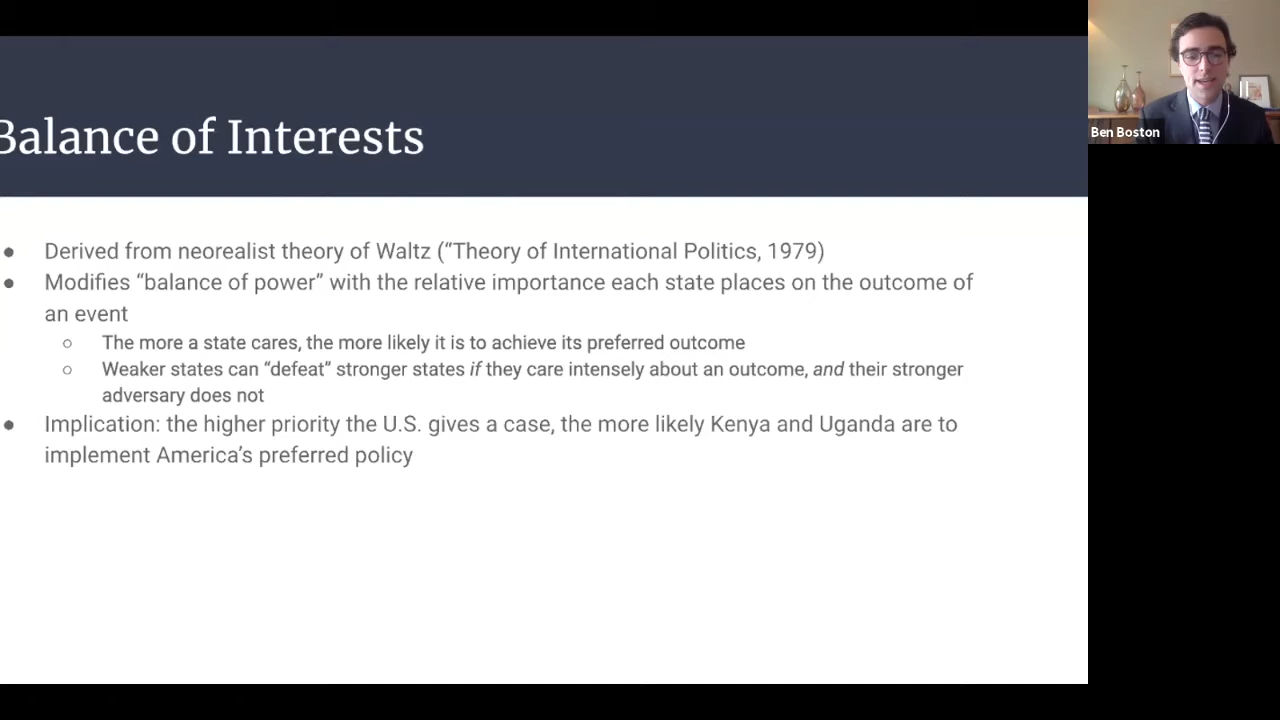 Balance of Interests
Ben Boston
● Derived from neorealist theory of Waltz (“Theory of International Politics, 1979)
● Modifies “balance of power” with the relative importance each state places on the outcome of
an event
○ The more a state cares, the more likely it is to achieve its preferred outcome
○ Weaker states can “defeat” stronger states if they care intensely about an outcome, and their stronger
adversary does not
● Implication: the higher priority the U.S. gives a case, the more likely Kenya and Uganda are to
implement America’s preferred policy